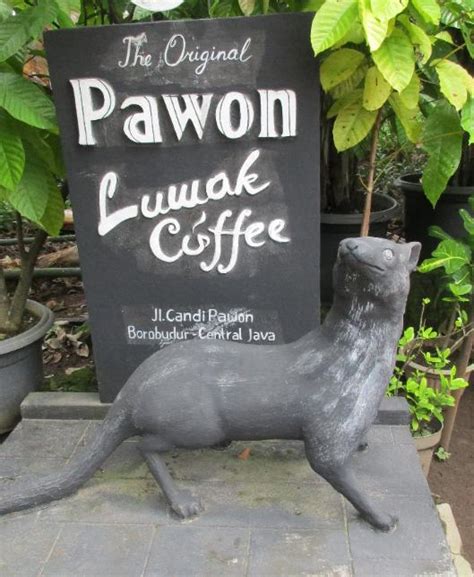 The Original
Pawon
Luwak
Coffee
Jl.Candi Pawon
Borobudur-Central Java